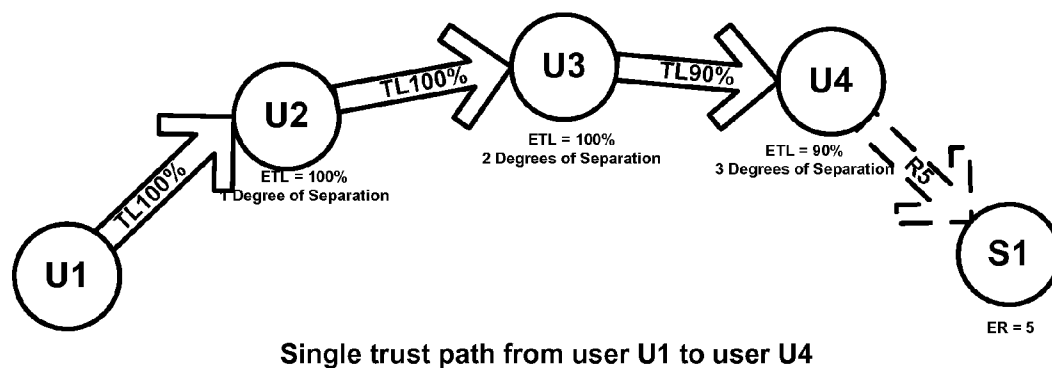 U1
TL100%
U2
ETL = 100%
1 Degree of Separation
TL100%
U3
ETL = 100%
2 Degrees of Separation
TL90%
U4
ETL = 90%
3 Degrees of Separation
R5
S1
ER = 5
Single trust path from user U1 to user U4